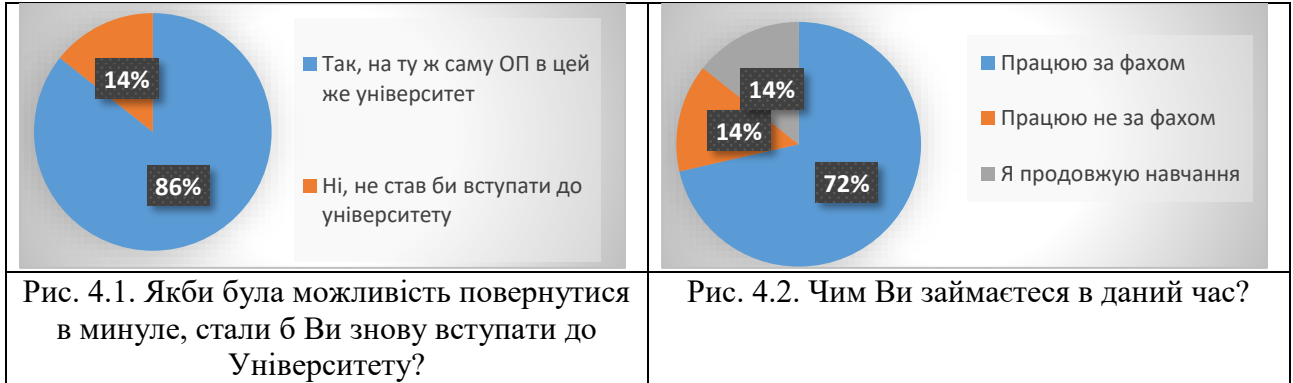 14%
86%
Так, на ту ж саму ОП в цей
же університет
Ні, не став би вступати до
університету
14%
14%
72%
Працюю за фахом
Працюю не за фахом
Я продовжую навчання
Рис. 4.1. Якби була можливість повернутися
в минуле, стали б Ви знову вступати до
Університету?
Рис. 4.2. Чим Ви займаєтеся в даний час?